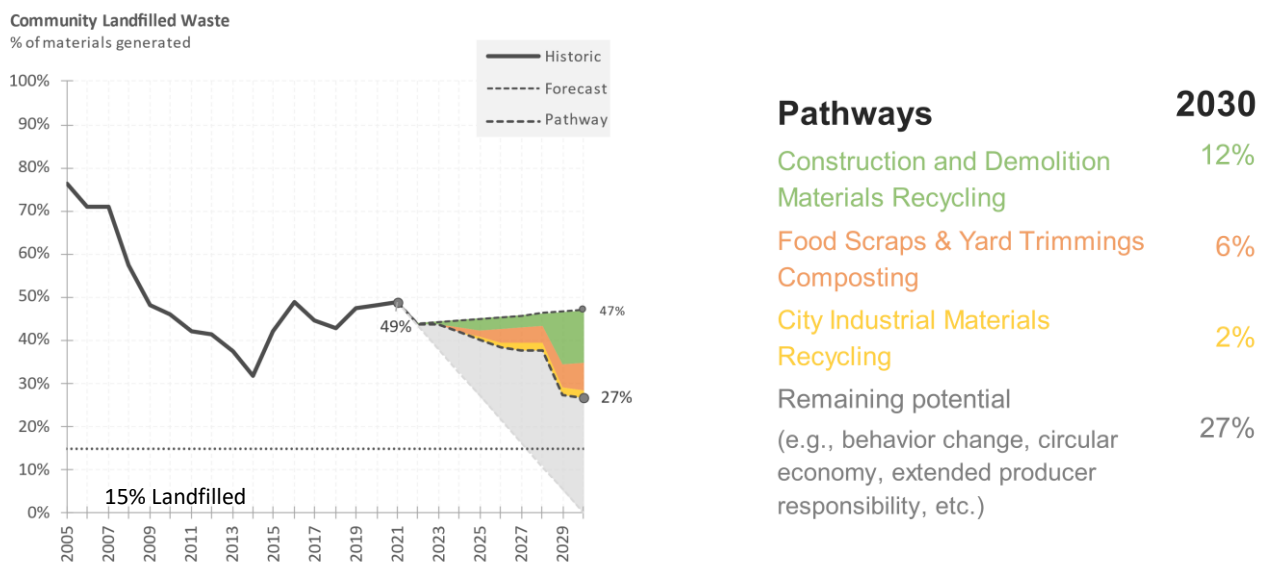 Community Landfilled Waste
% of materials generated
Historic
Forecast
Pathway
100%
90%
80%
70%
60%
50%
40%
30%
20%
10%
0%
49%
47%
27%
15% Landfilled
2005
2007
2009
2011
2013
2015
2017
2019
2021
2023
2025
2027
2029
Pathways 2030
Construction and Demolition 12%
Materials Recycling
Food Scraps & Yard Trimmings 6%
Composting
City Industrial Materials 2%
Recycling
Remaining potential 27%
(e.g., behavior change, circular
economy, extended producer
responsibility, etc.)